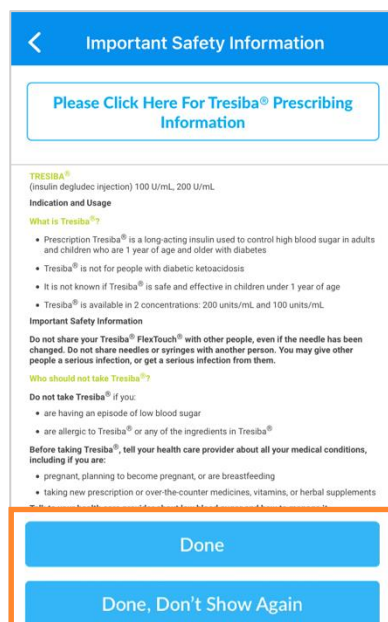 Important Safety Information
Please Click Here For Tresiba® Prescribing
Information
TRESIBA®
(insulin degludec injection) 100 U/mL, 200 U/mL
Indication and Usage
What is Tresiba®?
• Prescription Tresiba® is a long-acting insulin used to control high blood sugar in adults
and children who are 1 year of age and older with diabetes
• Tresiba® is not for people with diabetic ketoacidosis
• It is not known if Tresiba® is safe and effective in children under 1 year of age
• Tresiba® is available in 2 concentrations: 200 units/mL and 100 units/mL
Important Safety Information
Do not share your Tresiba® FlexTouch® with other people, even if the needle has been
changed. Do not share needles or syringes with another person. You may give other
people a serious infection, or get a serious infection from them.
Who should not take Tresiba®?
Do not take Tresiba® if you:
• are having an episode of low blood sugar
• are allergic to Tresiba® or any of the ingredients in Tresiba®
Before taking Tresiba®, tell your health care provider about all your medical conditions,
including if you are:
• pregnant, planning to become pregnant, or are breastfeeding
• taking new prescription or over-the-counter medicines, vitamins, or herbal supplements
Done
Done, Don't Show Again